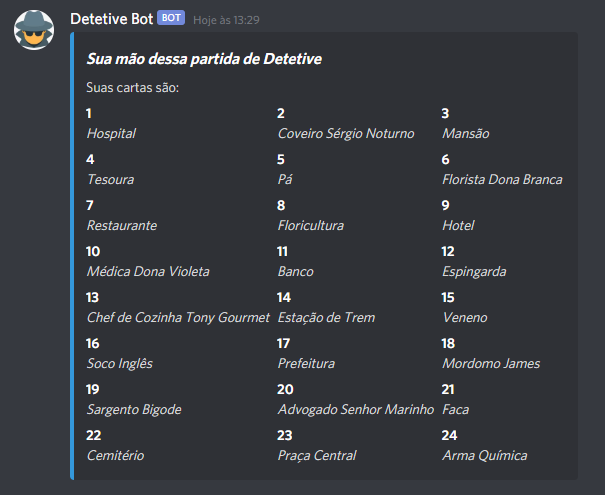 Detetive Bot BOT Hoje às 13:29
Sua mão dessa partida de Detetive
Suas cartas são:
1 2 3
Hospital Coveiro Sérgio Noturno Mansão
4 5 6
Tesoura Pá Florista Dona Branca
7 8 9
Restaurante Floricultura Hotel
10 11 12
Médica Dona Violeta Banco Espingarda
13 14 15
Chef de Cozinha Tony Gourmet Estação de Trem Veneno
16 17 18
Soco Inglês Prefeitura Mordomo James
19 20 21
Sargento Bigode Advogado Senhor Marinho Faca
22 23 24
Cemitério Praça Central Arma Química